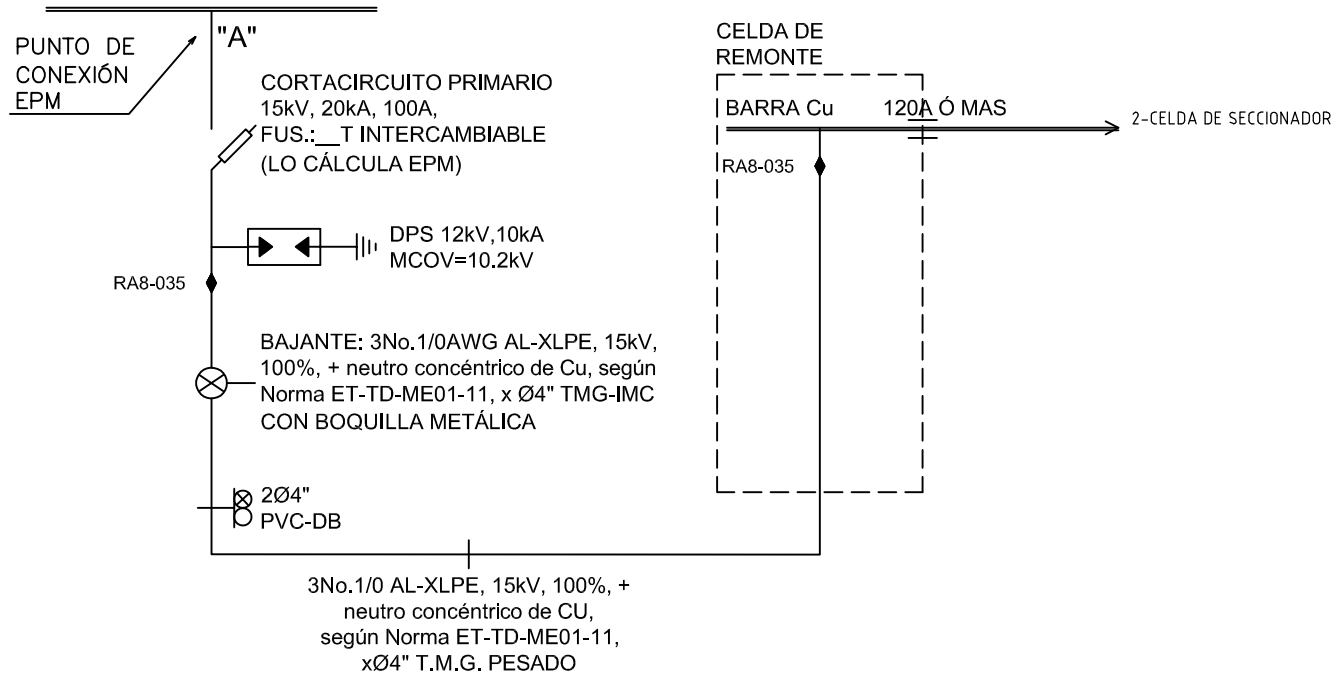 PUNTO DE
CONEXIÓN
EPM
"A"
CORTACIRCUITO PRIMARIO
15kV, 20kA, 100A,
FUS.:__T INTERCAMBIABLE
(LO CÁLCULA EPM)
DPS 12kV,10kA
MCOV=10.2kV
RA8-035
BAJANTE: 3No.1/0AWG AL-XLPE, 15kV,
100%, + neutro concéntrico de Cu, según
Norma ET-TD-ME01-11, x Ø4" TMG-IMC
CON BOQUILLA METÁLICA
2Ø4"
PVC-DB
3No.1/0 AL-XLPE, 15kV, 100%, +
neutro concéntrico de CU,
según Norma ET-TD-ME01-11,
xØ4" T.M.G. PESADO
CELDA DE
REMONTE
BARRA Cu 120A Ó MAS
2-CELDA DE SECCIONADOR
RA8-035